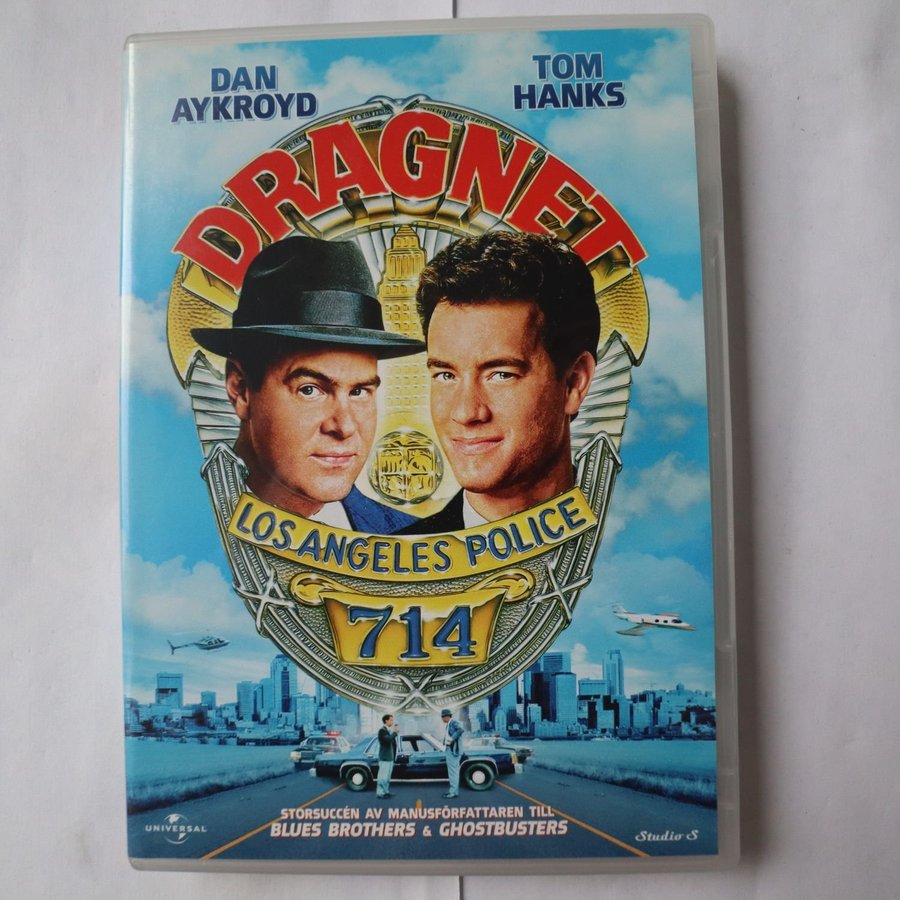 DAN
AYKROYD
TOM
HANKS
DRAGNET
LOS ANGELES POLICE
714
STORSUCCÉN AV MANUSFÖRFATTAREN TILL
BLUES BROTHERS & GHOSTBUSTERS
UNIVERSAL
Studio S